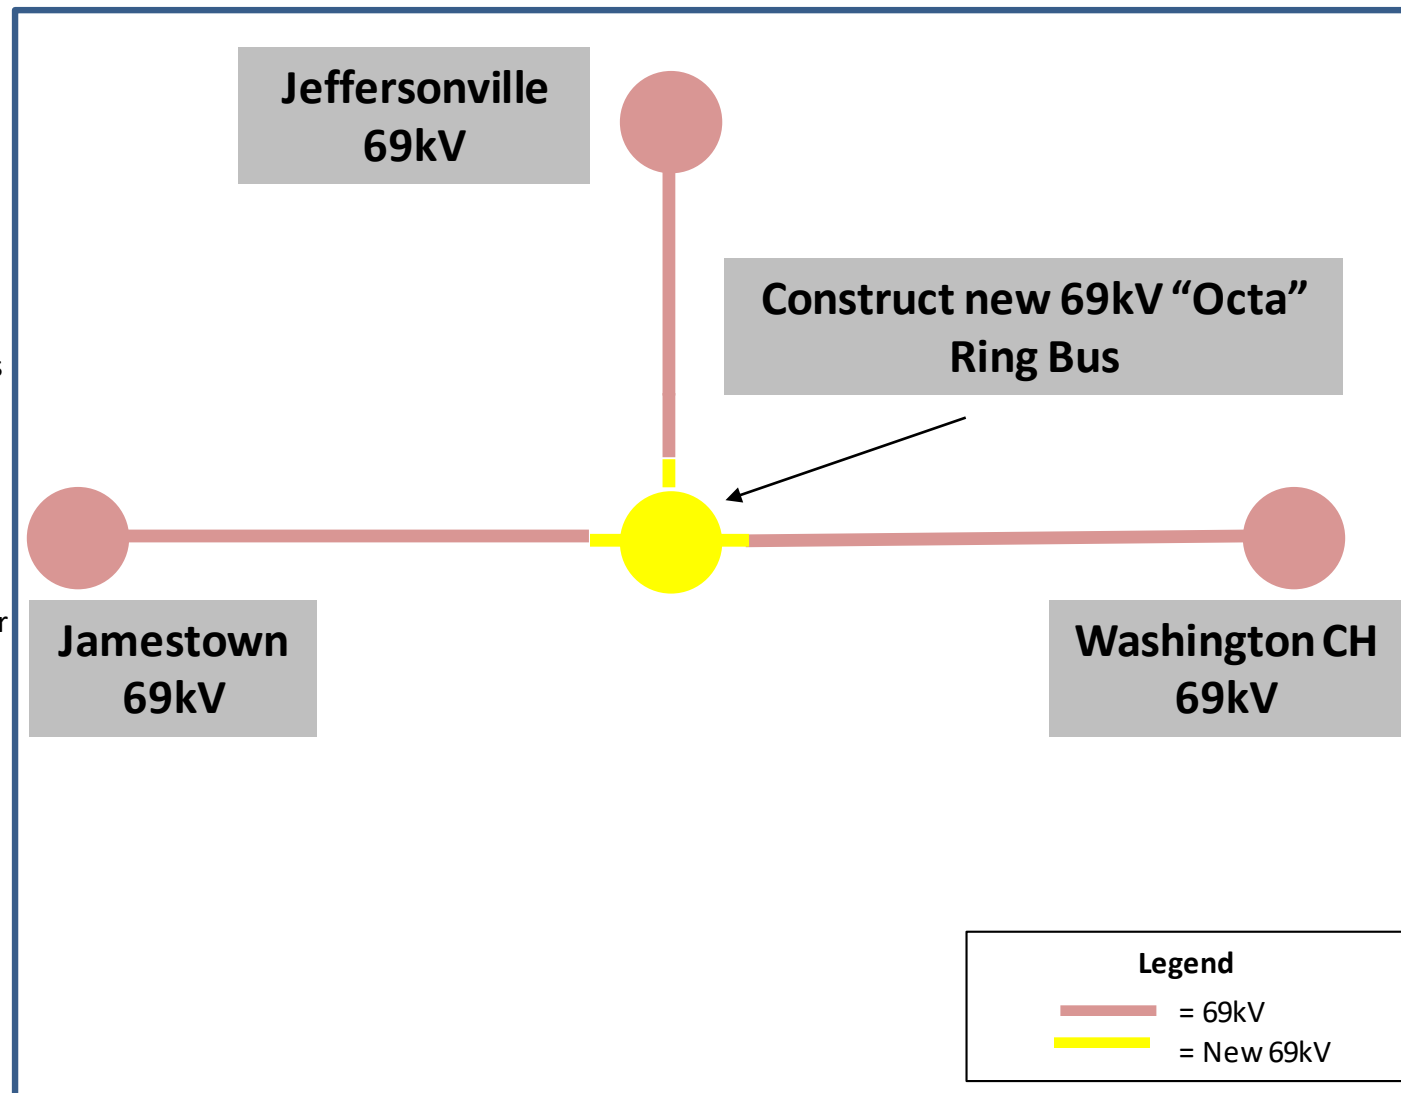 Jeffersonville
69kV
Construct new 69kV “Octa”
Ring Bus
s
r
Jamestown
69kV
Washington CH
69kV
Legend
= 69kV
= New 69kV